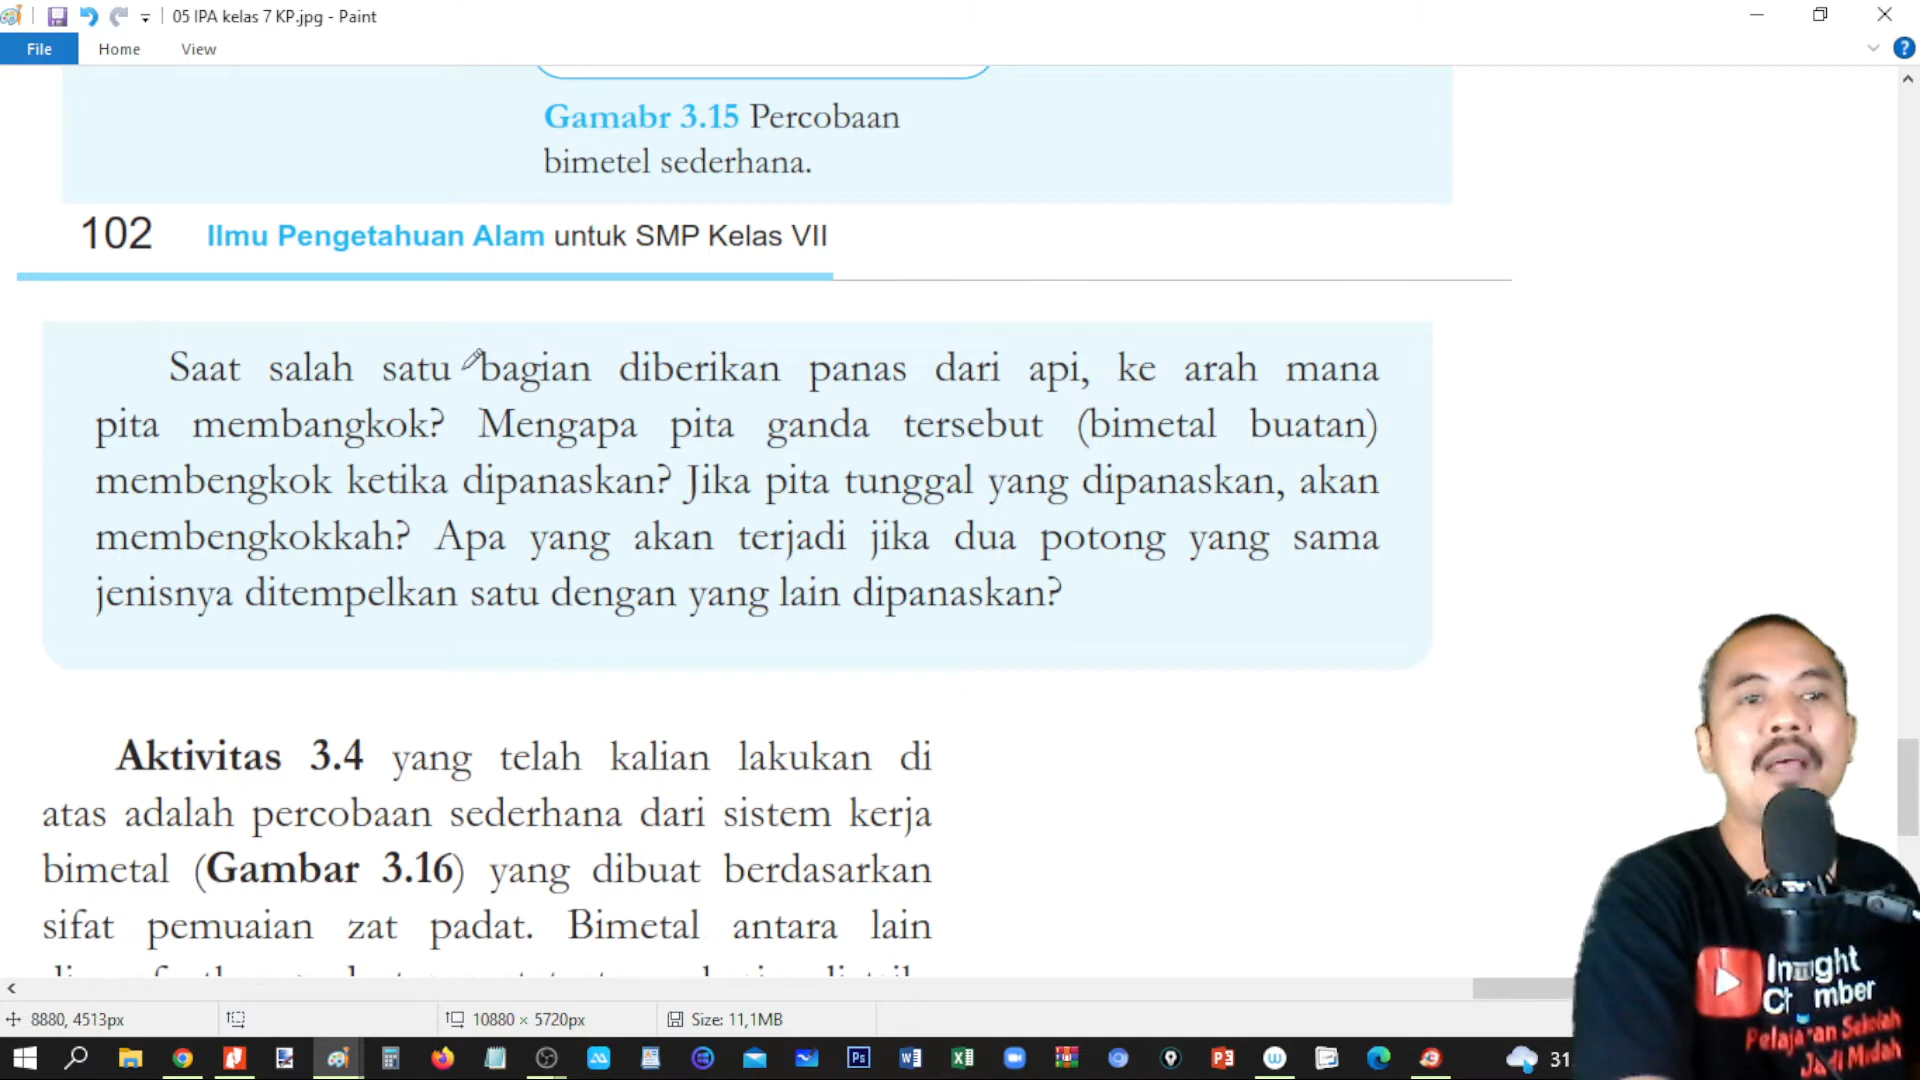 05 IPA kelas 7 KP.jpg - Paint
File Home View
Gamabr 3.15 Percobaan
bimetel sederhana.
102 Ilmu Pengetahuan Alam untuk SMP Kelas VII
Saat salah satu bagian diberikan panas dari api, ke arah mana
pita membangkok? Mengapa pita ganda tersebut (bimetal buatan)
membengkok ketika dipanaskan? Jika pita tunggal yang dipanaskan, akan
membengkokkah? Apa yang akan terjadi jika dua potong yang sama
jenisnya ditempelkan satu dengan yang lain dipanaskan?
Aktivitas 3.4 yang telah kalian lakukan di
atas adalah percobaan sederhana dari sistem kerja
bimetal (Gambar 3.16) yang dibuat berdasarkan
sifat pemuaian zat padat. Bimetal antara lain
Pelajaran Sekolah
Jadi Mudah
8880, 4513px 10880 × 5720px Size: 11,1MB
31